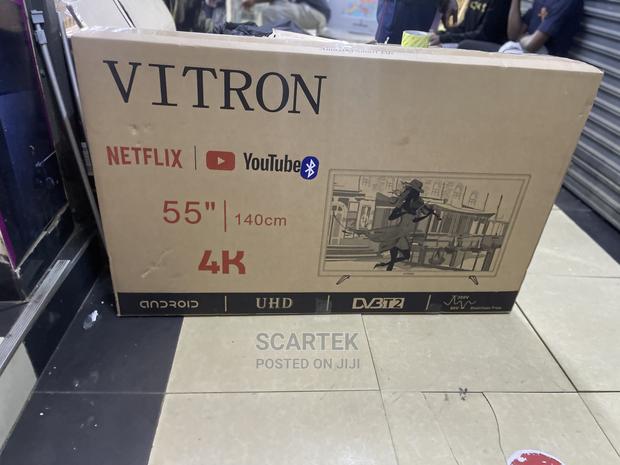 VITRON
NETFLIX
YouTube
55" 140cm
4K
ANDROID UHD DVB-T2
SCARTEK
POSTED ON JIJI